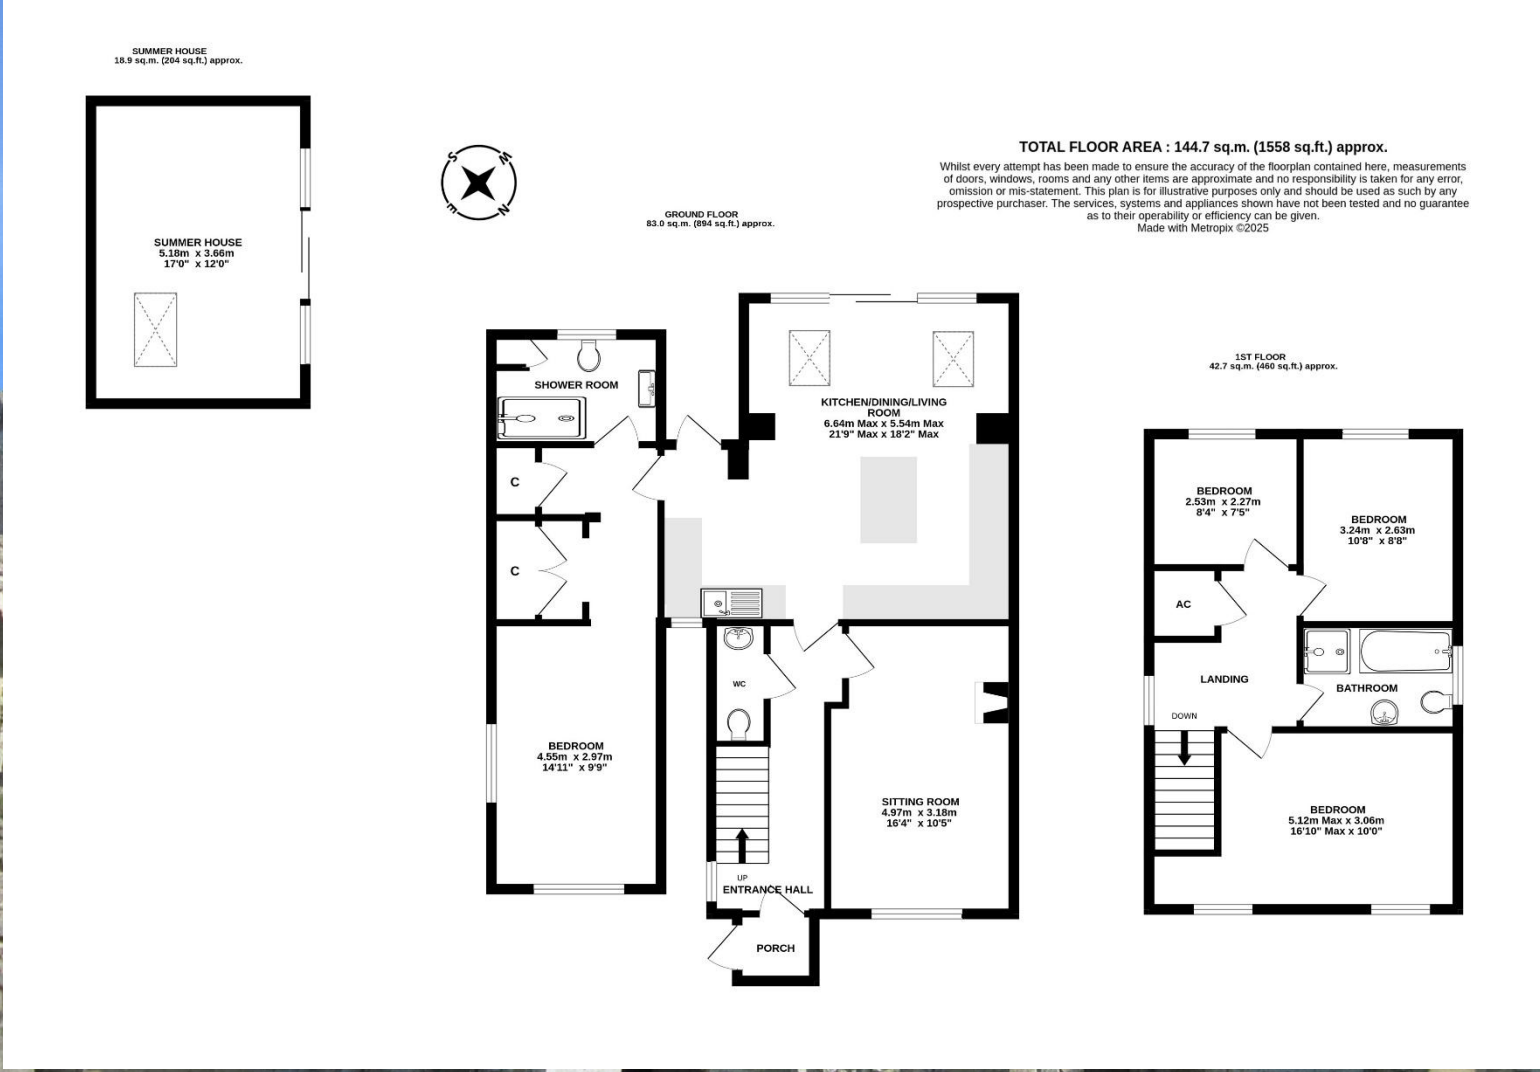 SUMMER HOUSE
18.9 sq.m. (204 sq.ft.) approx.
SUMMER HOUSE
5.18m x 3.66m
17'0" x 12'0"
S
W
E
N
TOTAL FLOOR AREA : 144.7 sq.m. (1558 sq.ft.) approx.
Whilst every attempt has been made to ensure the accuracy of the floorplan contained here, measurements
of doors, windows, rooms and any other items are approximate and no responsibility is taken for any error,
omission or mis-statement. This plan is for illustrative purposes only and should be used as such by any
prospective purchaser. The services, systems and appliances shown have not been tested and no guarantee
as to their operability or efficiency can be given.
Made with Metropix ©2025
GROUND FLOOR
83.0 sq.m. (894 sq.ft.) approx.
SHOWER ROOM
KITCHEN/DINING/LIVING
ROOM
6.64m Max x 5.54m Max
21'9" Max x 18'2" Max
C
C
WC
BEDROOM
4.55m x 2.97m
14'11" x 9'9"
SITTING ROOM
4.97m x 3.18m
16'4" x 10'5"
UP
ENTRANCE HALL
PORCH
1ST FLOOR
42.7 sq.m. (460 sq.ft.) approx.
BEDROOM
2.53m x 2.27m
8'4" x 7'5"
BEDROOM
3.24m x 2.63m
10'8" x 8'8"
AC
LANDING
BATHROOM
DOWN
BEDROOM
5.12m Max x 3.06m
16'10" Max x 10'0"